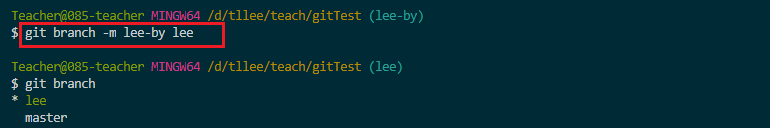 Teacher@085-teacher MINGW64 /d/tllee/teach/gitTest (lee-by)
$ git branch -m lee-by lee
Teacher@085-teacher MINGW64 /d/tllee/teach/gitTest (lee)
$ git branch
* lee
master